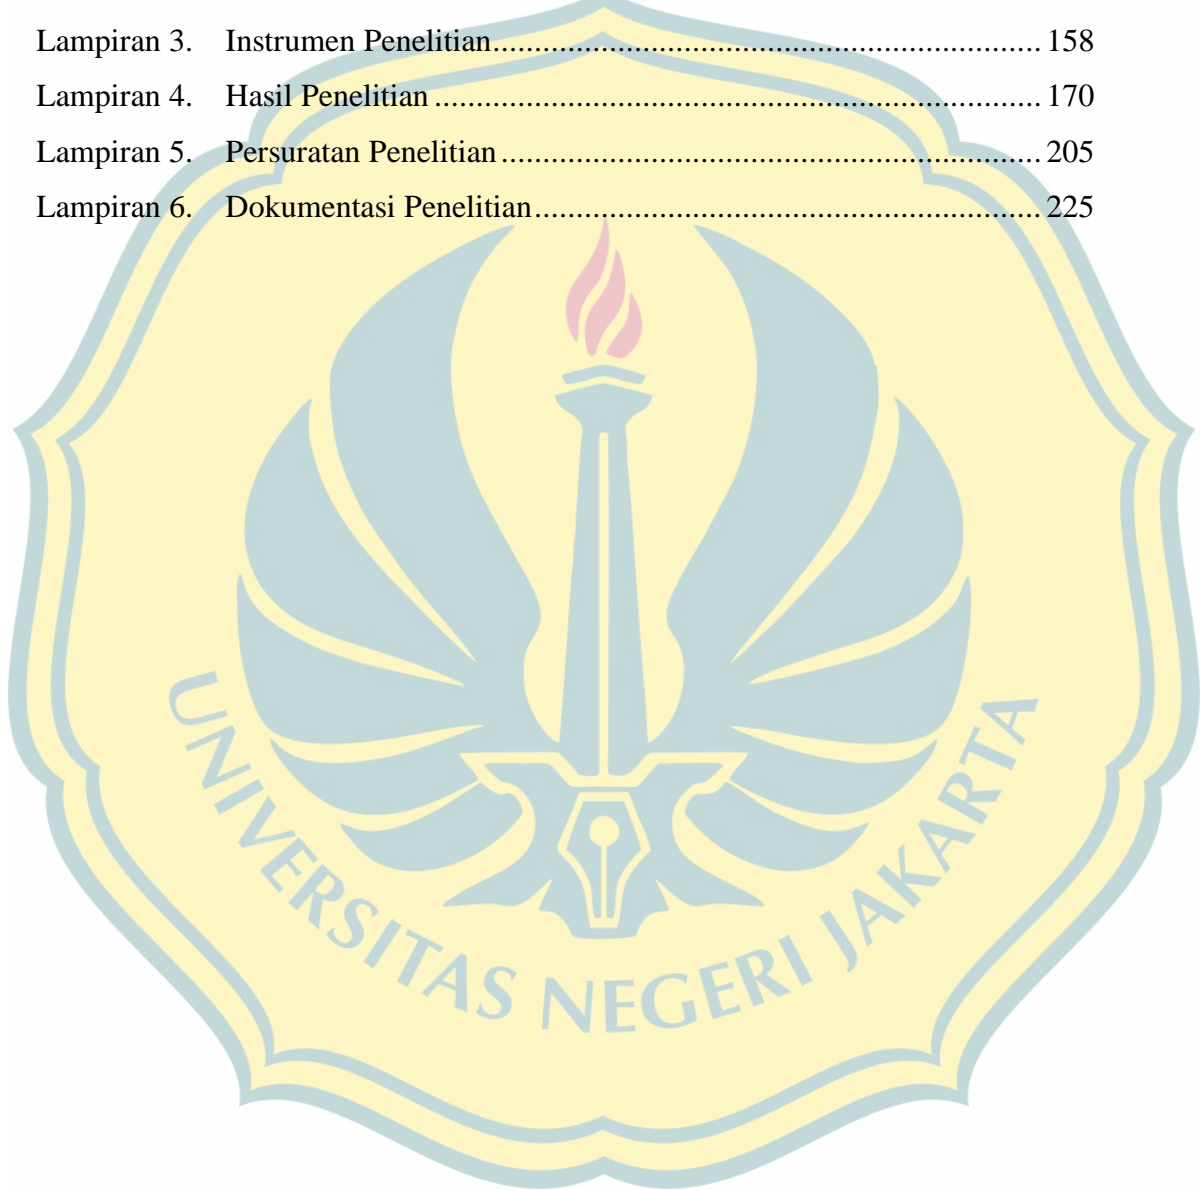 Lampiran 3. Instrumen Penelitian.................................................................... 158
Lampiran 4. Hasil Penelitian ........................................................................... 170
Lampiran 5. Persuratan Penelitian ................................................................... 205
Lampiran 6. Dokumentasi Penelitian............................................................... 225
UNIVERSITAS NEGERI JAKARTA